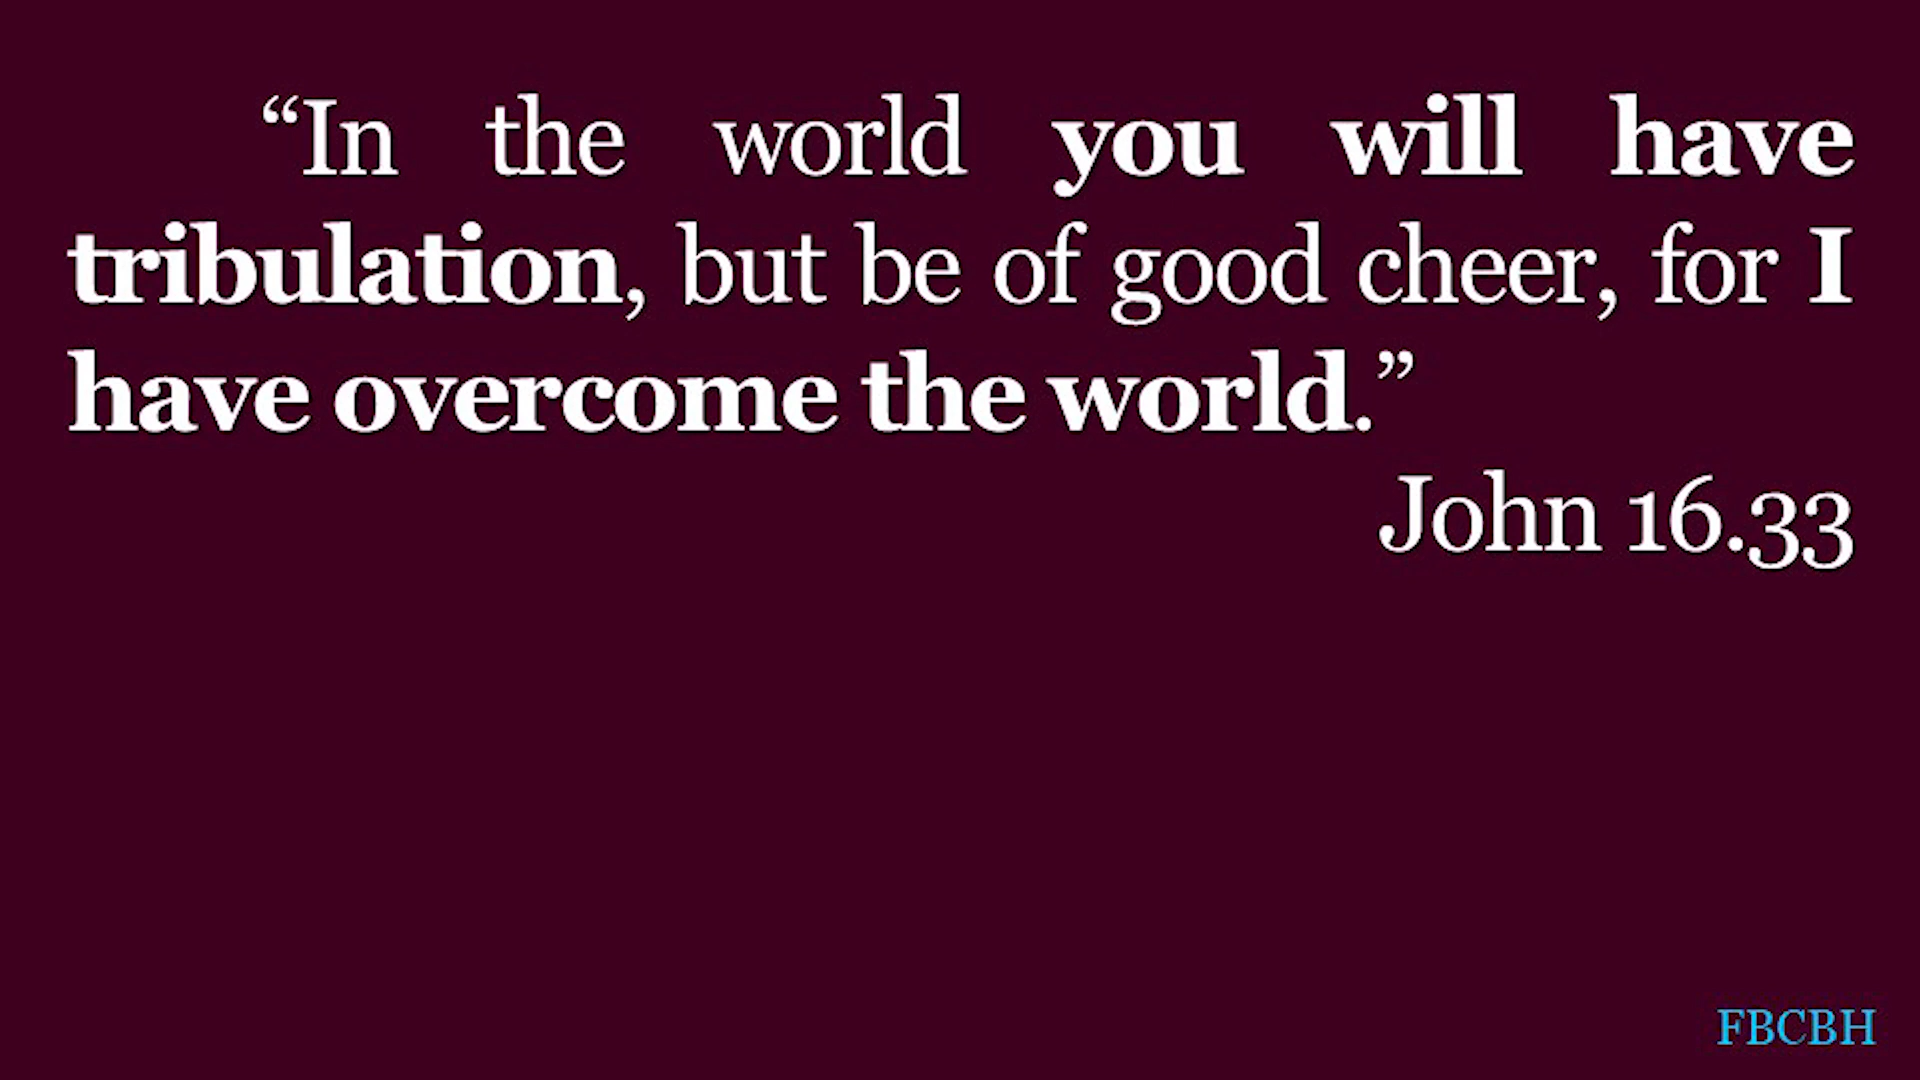 “In the world you will have
tribulation, but be of good cheer, for I
have overcome the world.”
John 16.33
FBCBH